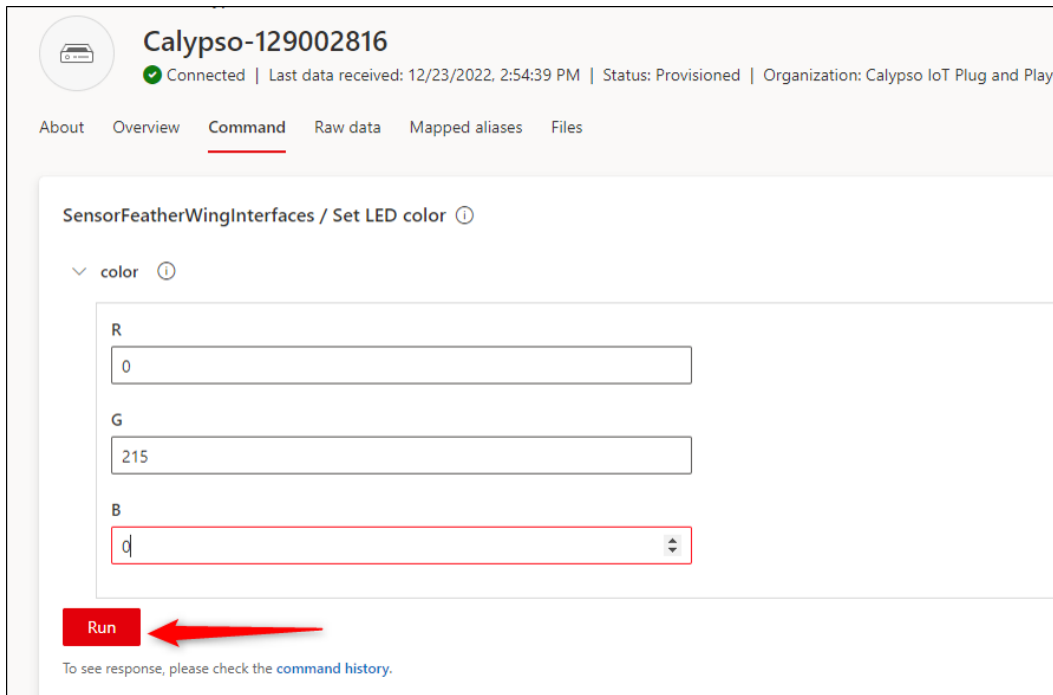 Calypso-129002816
Connected | Last data received: 12/23/2022, 2:54:39 PM | Status: Provisioned | Organization: Calypso IoT Plug and Play
About Overview Command Raw data Mapped aliases Files
SensorFeatherWingInterfaces / Set LED color
color
R
0
G
215
B
0
Run
To see response, please check the command history.